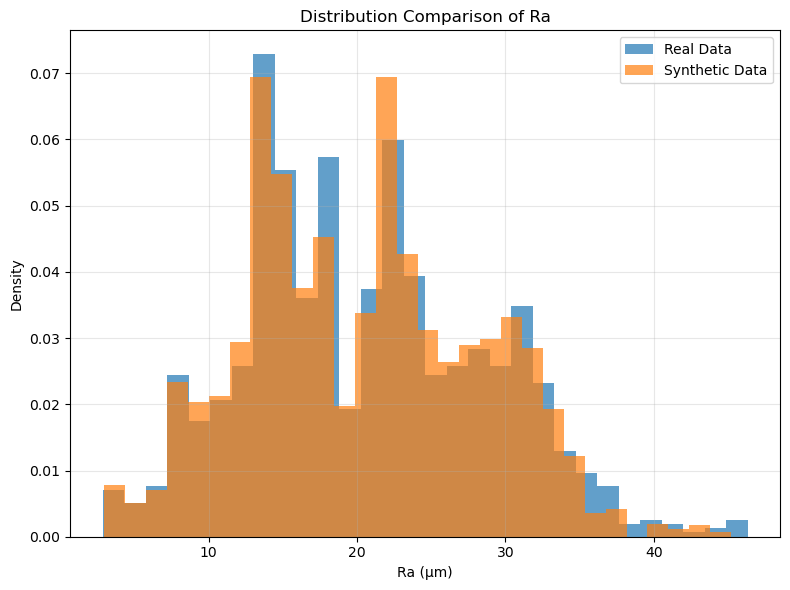 Distribution Comparison of Ra
Real Data
Synthetic Data
Density
0.07
0.06
0.05
0.04
0.03
0.02
0.01
0.00
10
20
30
40
Ra (μm)